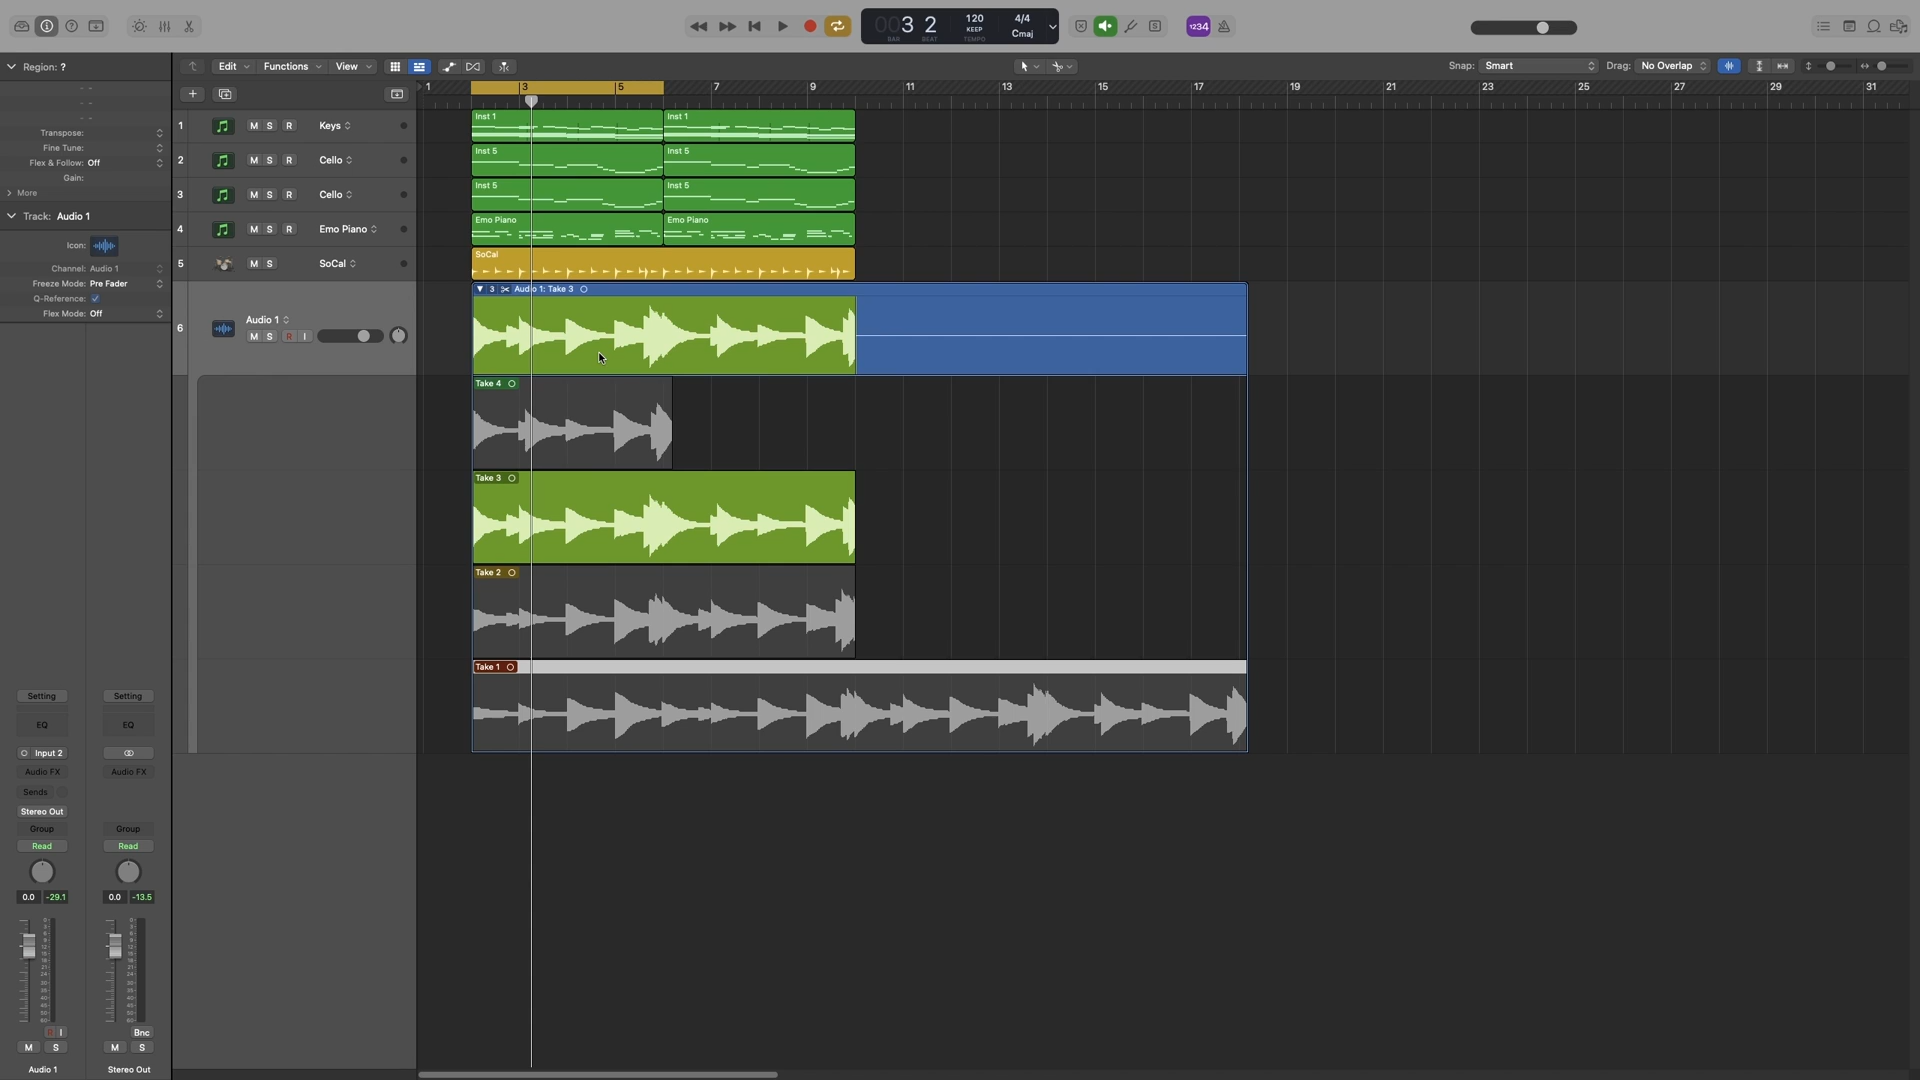 003 2
BAR BEAT
120
KEEP
TEMPO
4/4
Cmaj
1234
Region: ?
Edit
Functions
View
Snap: Smart
Drag: No Overlap
1 3 5 7 9 11 13 15 17 19 21 23 25 27 29 31
Transpose:
Fine Tune:
Flex & Follow: Off
Gain:
More
Track: Audio 1
Icon:
Channel: Audio 1
Freeze Mode: Pre Fader
Q-Reference:
Flex Mode: Off
1 M S R Keys
Inst 1 Inst 1
2 M S R Cello
Inst 5 Inst 5
3 M S R Cello
Inst 5 Inst 5
4 M S R Emo Piano
Emo Piano Emo Piano
5 M S SoCal
SoCal
3 Audio 1: Take 3
6 Audio 1
M S R I
Take 4
Take 3
Take 2
Take 1
Setting Setting
EQ EQ
Input 2
Audio FX Audio FX
Sends
Stereo Out
Group Group
Read Read
0.0 -29.1 0.0 -13.5
R I Bnc
M S M S
Audio 1 Stereo Out